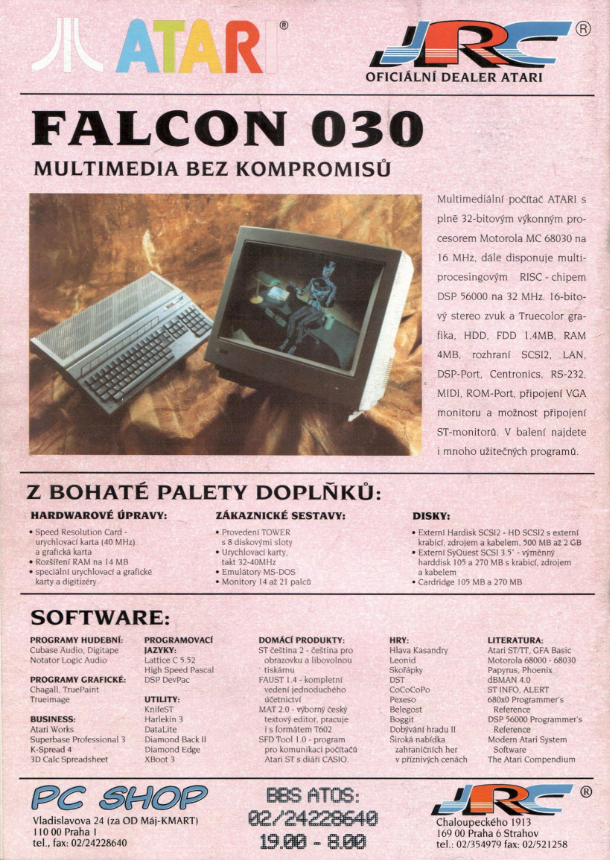 ATARI®
JRC®
OFICIÁLNÍ DEALER ATARI
FALCON 030
MULTIMEDIA BEZ KOMPROMISŮ
Multimediální počítač ATARI s
plně 32-bitovým výkonným pro-
cesorem Motorola MC 68030 na
16 MHz, dále disponuje multi-
procesingovým RISC - chipem
DSP 56000 na 32 MHz. 16-bito-
vý stereo zvuk a Truecolor gra-
fika, HDD, FDD 1.4MB, RAM
4MB, rozhraní SCSI2, LAN,
DSP-Port, Centronics, RS-232,
MIDI, ROM-Port, připojení VGA
monitoru a možnost připojení
ST-monitorů. V balení najdete
i mnoho užitečných programů.
Z BOHATÉ PALETY DOPLŇKŮ:
HARDWAROVÉ ÚPRAVY:
• Speed Resolution Card -
urychlovací karta (40 MHz)
a grafická karta
• Rozšíření RAM na 14 MB
• speciální urychlovací a grafické
karty a digitizéry
ZÁKAZNICKÉ SESTAVY:
• Provedení TOWER
s 8 diskovými sloty
• Urychlovací karty,
takt 32-40MHz
• Emulátory MS-DOS
• Monitory 14 až 21 palců
DISKY:
• Externí Hardisk SCSI2 - HD SCSI2 s externí
krabicí, zdrojem a kabelem, 500 MB až 2 GB
• Externí SyQuest SCSI 3.5" - výměnný
harddisk 105 a 270 MB s krabicí, zdrojem
a kabelem
• Cardridge 105 MB a 270 MB
SOFTWARE:
PROGRAMY HUDEBNÍ:
Cubase Audio, Digitape
Notator Logic Audio
PROGRAMY GRAFICKÉ:
Chagall, TruePaint
Trueimage
BUSINESS:
Atari Works
Superbase Professional 3
K-Spread 4
3D Calc Spreadsheet
PROGRAMOVACÍ
JAZYKY:
Lattice C 5.52
High Speed Pascal
DSP DevPac
UTILITY:
KnifeST
Harlekin 3
DataLite
Diamond Back II
Diamond Edge
XBoot 3
DOMÁCÍ PRODUKTY:
ST čeština 2 - čeština pro
obrazovku a libovolnou
tiskárnu
FAUST 1.4 - kompletní
vedení jednoduchého
účetnictví
MAT 2.0 - výborný český
textový editor, pracuje
i s formátem T602
SFD Tool 1.0 - program
pro komunikaci počítačů
Atari ST s diáři CASIO
HRY:
Hlava Kasandry
Leonid
Skořápky
DST
CoCoCoPo
Pexeso
Belegost
Boggit
Dobývání hradu II
Široká nabídka
zahraničních her
v příznivých cenách
LITERATURA:
Atari ST/TT, GFA Basic
Motorola 68000 - 68030
Papyrus, Phoenix
dBMAN 4.0
ST INFO, ALERT
680x0 Programmer's
Reference
DSP 56000 Programmer's
Reference
Modern Atari System
Software
The Atari Compendium
PC SHOP
Vladislavova 24 (za OD Máj-KMART)
110 00 Praha 1
tel., fax: 02/24228640
BBS ATOS:
02/24228640
19.00 - 8.00
JRC®
Chaloupeckého 1913
169 00 Praha 6 Strahov
tel.: 02/354979 fax: 02/521258